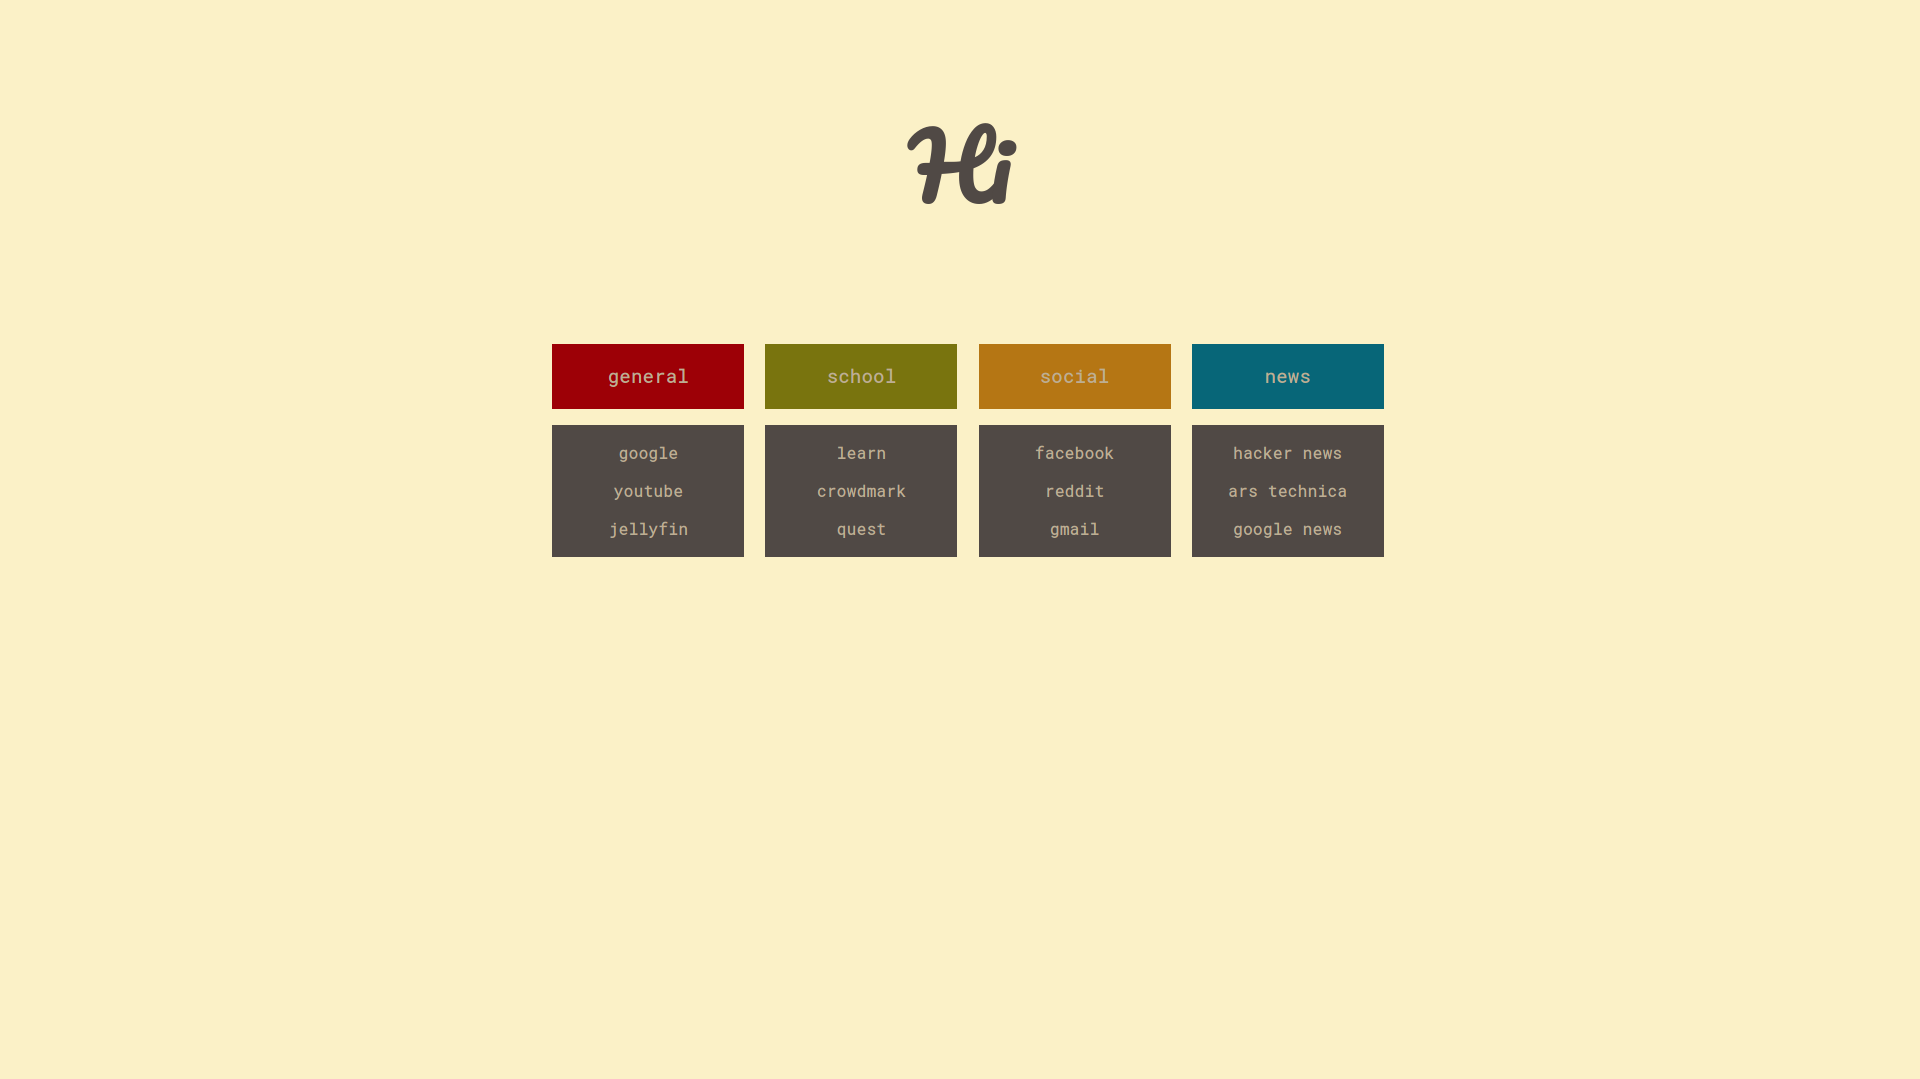 Hi
general
google
youtube
jellyfin
school
learn
crowdmark
quest
social
facebook
reddit
gmail
news
hacker news
ars technica
google news